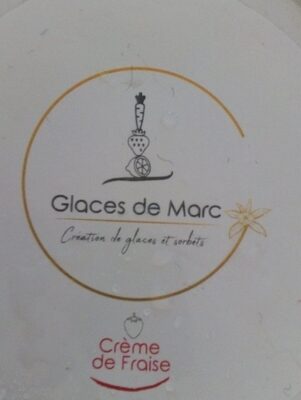 Glaces de Marc
Création de glaces et sorbets
Crème
de Fraise